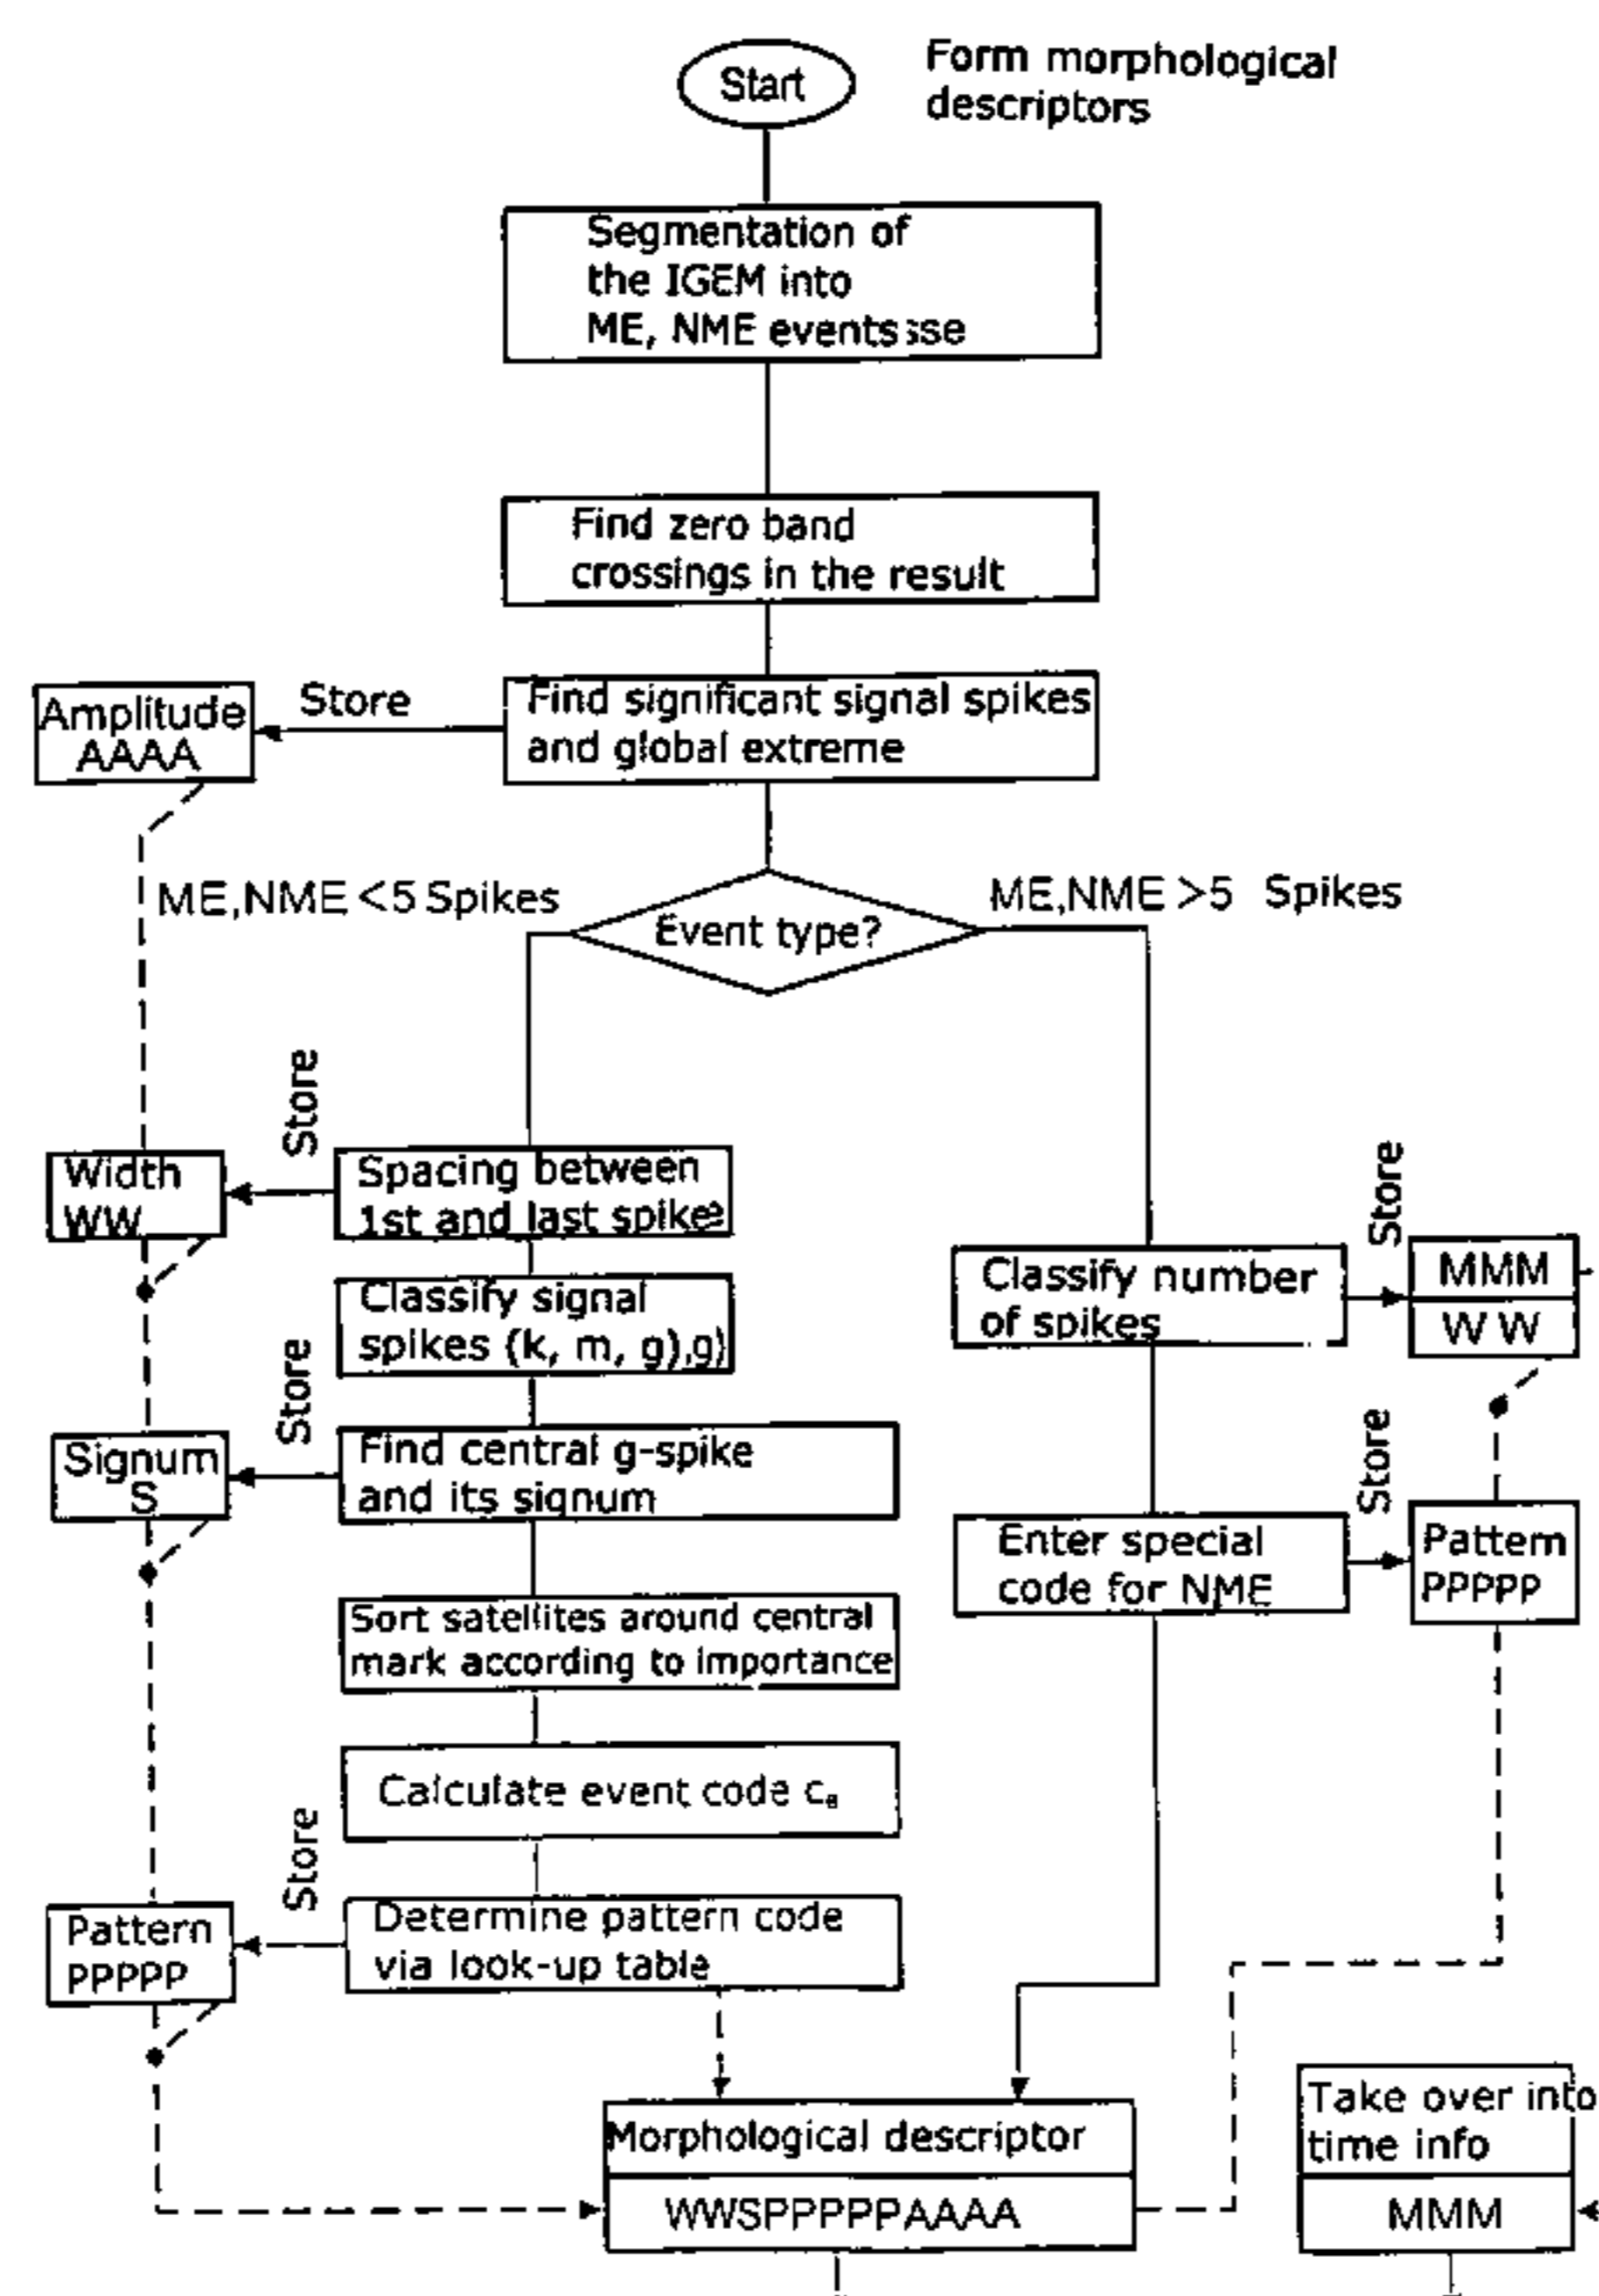 Start
Form morphological
descriptors
Segmentation of
the IGEM into
ME, NME events sse
Find zero band
crossings in the result
Amplitude
AAAA
Store
Find significant signal spikes
and global extreme
ME,NME <5 Spikes
Event type?
ME,NME >5 Spikes
Store
Width
WW
Spacing between
1st and last spike
Classify signal
spikes (k, m, g),g)
Store
Signum
S
Find central g-spike
and its signum
Sort satellites around central
mark according to importance
Calculate event code cₑ
Store
Pattern
PPPPP
Determine pattern code
via look-up table
Classify number
of spikes
Store
MMM
WW
Enter special
code for NME
Store
Pattern
PPPPP
Morphological descriptor
WWSPPPPPAAAA
Take over into
time info
MMM